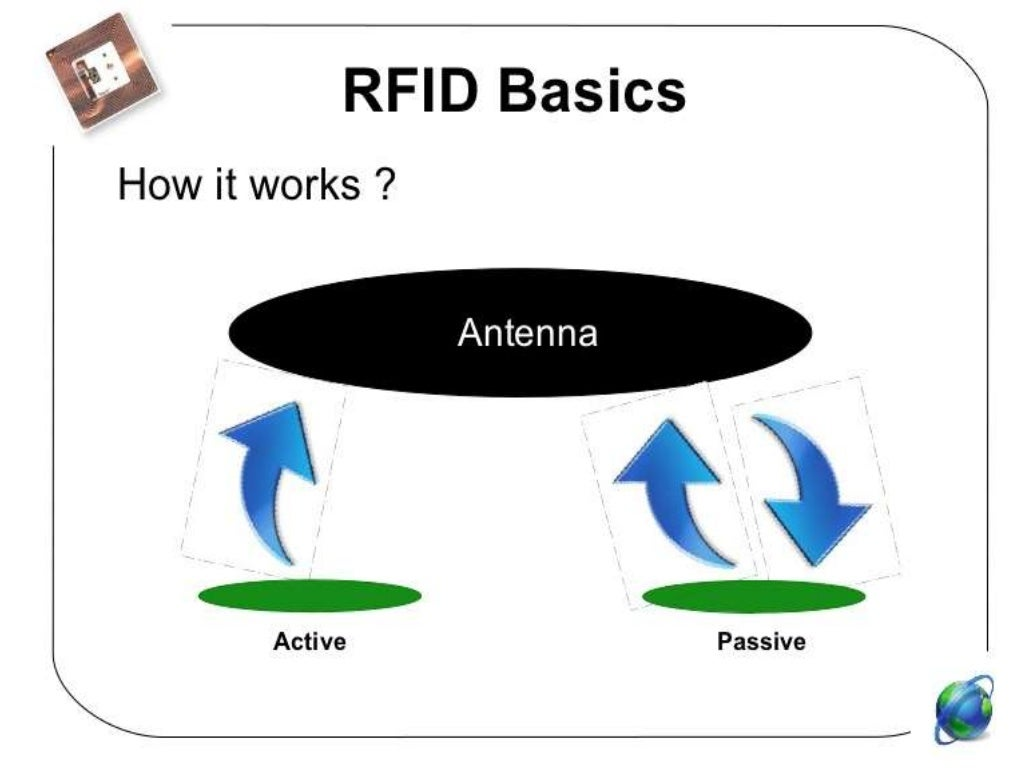 RFID Basics
How it works ?
Antenna
Active
Passive